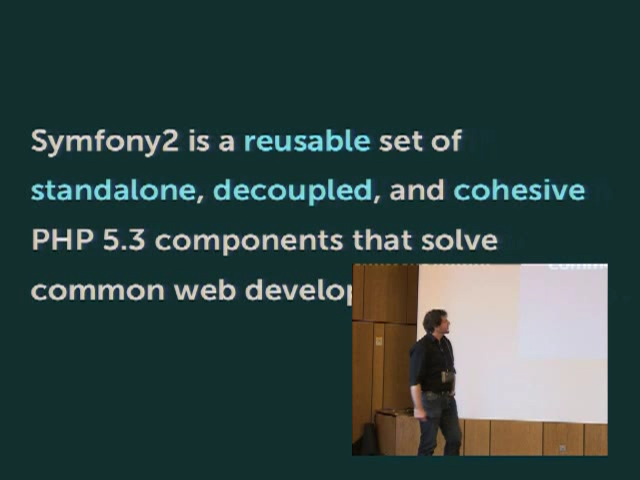 Symfony2 is a reusable set of
standalone, decoupled, and cohesive
PHP 5.3 components that solve
common web develop